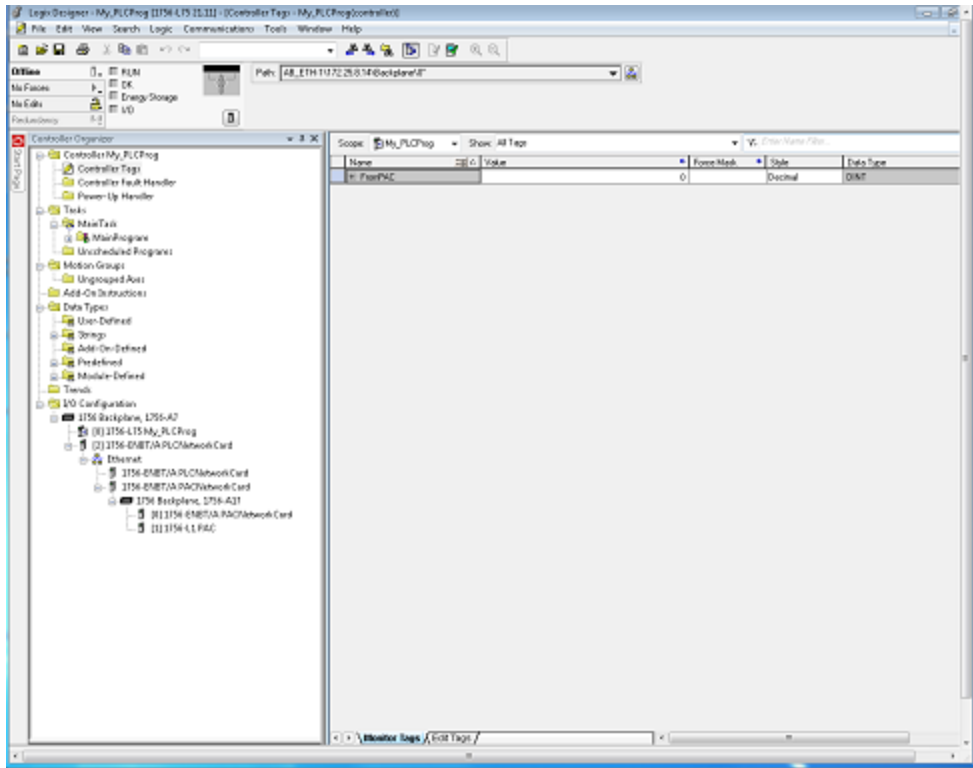 Logix Designer - My_PLCProg [1756-L75 21.11] - [Controller Tags - My_PLCProg(controller)]
File Edit View Search Logic Communications Tools Window Help
Offline
RUN
Path: AB_ETH-1\172.25.8.14\Backplane\0*
No Forces
OK
Energy Storage
No Edits
I/O
Redundancy
Start Page
Controller Organizer
Scope: My_PLCProg Show: All Tags Enter Name Filter...
Name Value Force Mask Style Data Type
FromPAC 0 Decimal DINT
Controller My_PLCProg
Controller Tags
Controller Fault Handler
Power-Up Handler
Tasks
MainTask
MainProgram
Unscheduled Programs
Motion Groups
Ungrouped Axes
Add-On Instructions
Data Types
User-Defined
Strings
Add-On-Defined
Predefined
Module-Defined
Trends
I/O Configuration
1756 Backplane, 1756-A7
[0] 1756-L75 My_PLCProg
[2] 1756-ENBT/A PLCNetworkCard
Ethernet
1756-ENBT/A PLCNetworkCard
1756-ENBT/A PACNetworkCard
1756 Backplane, 1756-A17
[0] 1756-ENBT/A PACNetworkCard
[1] 1756-L1 PAC
Monitor Tags Edit Tags